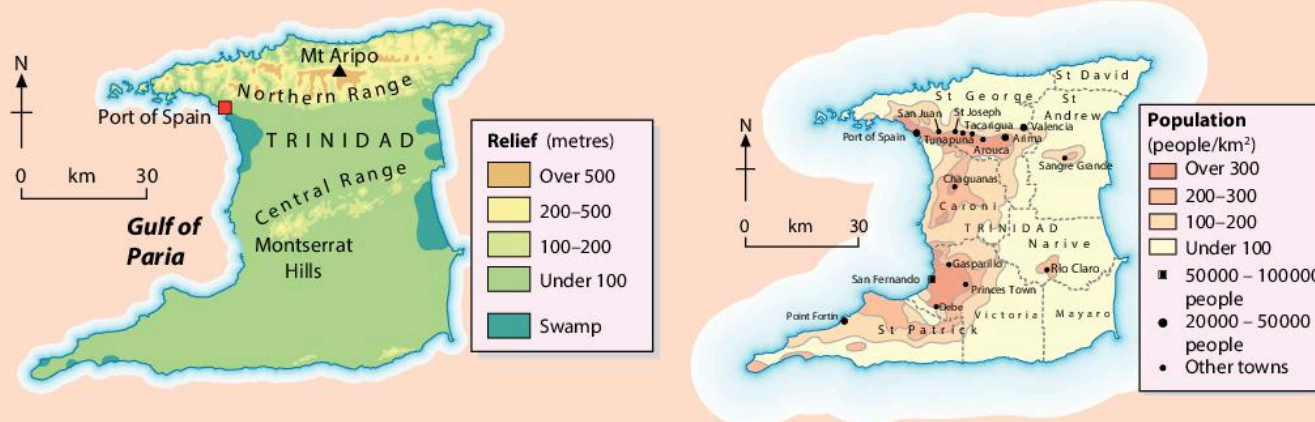 Mt Aripo
N
Northern Range
Port of Spain
TRINIDAD
0 km 30
Central Range
Gulf of
Paria
Montserrat
Hills
Relief (metres)
Over 500
200–500
100–200
Under 100
Swamp
N
St David
St George
St
Andrew
San Juan
St Joseph
Tacarigua
Valencia
Port of Spain
Tunapuna
Arima
Arouca
Sangre Grande
Chaguanas
Caroni
0 km 30
TRINIDAD
Narive
Gasparillo
Rio Claro
San Fernando
Princes Town
Debe
Point Fortin
St Patrick
Victoria
Mayaro
Population
(people/km²)
Over 300
200–300
100–200
Under 100
50000 – 100000
people
20000 – 50000
people
Other towns